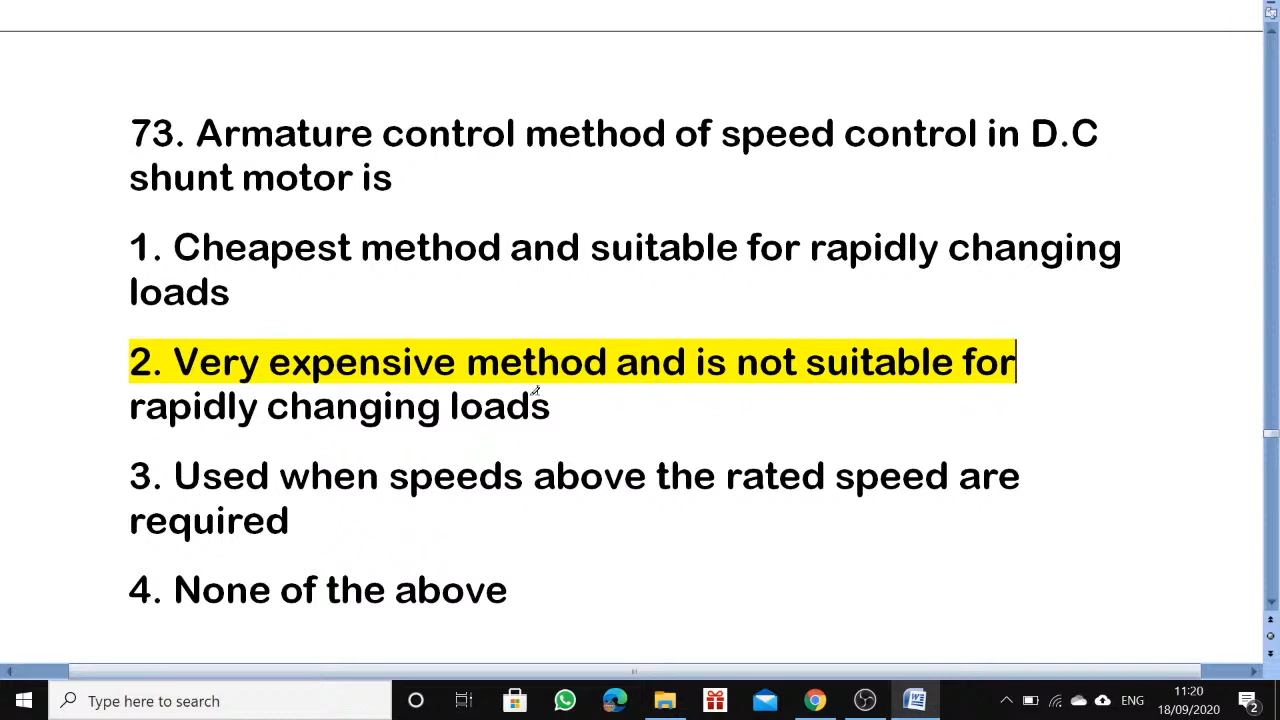 73. Armature control method of speed control in D.C
shunt motor is
1. Cheapest method and suitable for rapidly changing
loads
2. Very expensive method and is not suitable for
rapidly changing loads
3. Used when speeds above the rated speed are
required
4. None of the above
Type here to search
ENG
11:20
18/09/2020
2